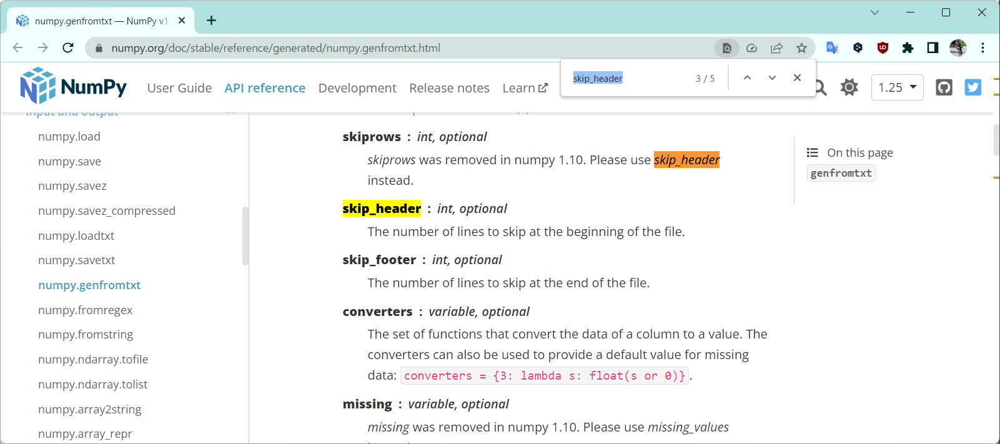 numpy.genfromtxt — NumPy v1.
numpy.org/doc/stable/reference/generated/numpy.genfromtxt.html
skip_header 3 / 5
NumPy User Guide API reference Development Release notes Learn 1.25
Input and output
numpy.load
numpy.save
numpy.savez
numpy.savez_compressed
numpy.loadtxt
numpy.savetxt
numpy.genfromtxt
numpy.fromregex
numpy.fromstring
numpy.ndarray.tofile
numpy.ndarray.tolist
numpy.array2string
numpy.array_repr
skiprows : int, optional
skiprows was removed in numpy 1.10. Please use skip_header
instead.
skip_header : int, optional
The number of lines to skip at the beginning of the file.
skip_footer : int, optional
The number of lines to skip at the end of the file.
converters : variable, optional
The set of functions that convert the data of a column to a value. The
converters can also be used to provide a default value for missing
data: converters = {3: lambda s: float(s or 0)}.
missing : variable, optional
missing was removed in numpy 1.10. Please use missing_values
On this page
genfromtxt